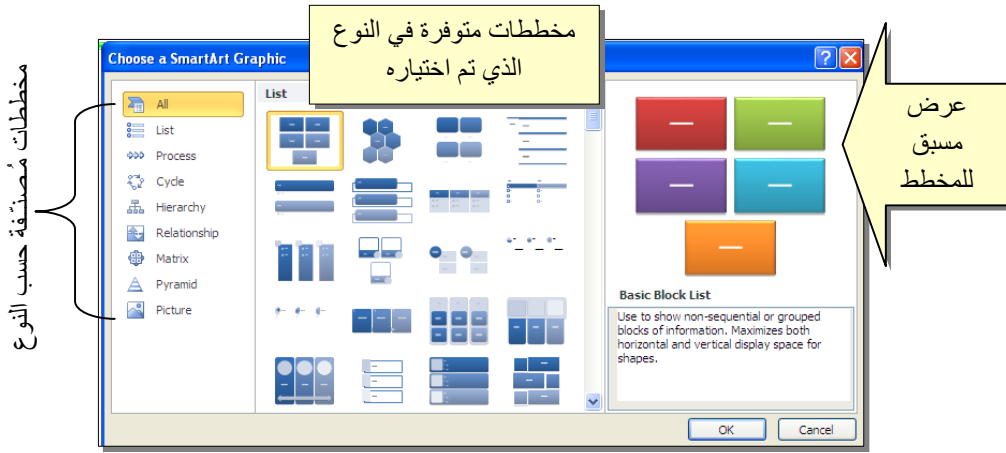 مخططات متوفرة في النوع
الذي تم اختياره
Choose a SmartArt Graphic
مخططات مُصنّفة حسب النوع
All
List
Process
Cycle
Hierarchy
Relationship
Matrix
Pyramid
Picture
List
عرض
مسبق
للمخطط
Basic Block List
Use to show non-sequential or grouped
blocks of information. Maximizes both
horizontal and vertical display space for
shapes.
OK
Cancel